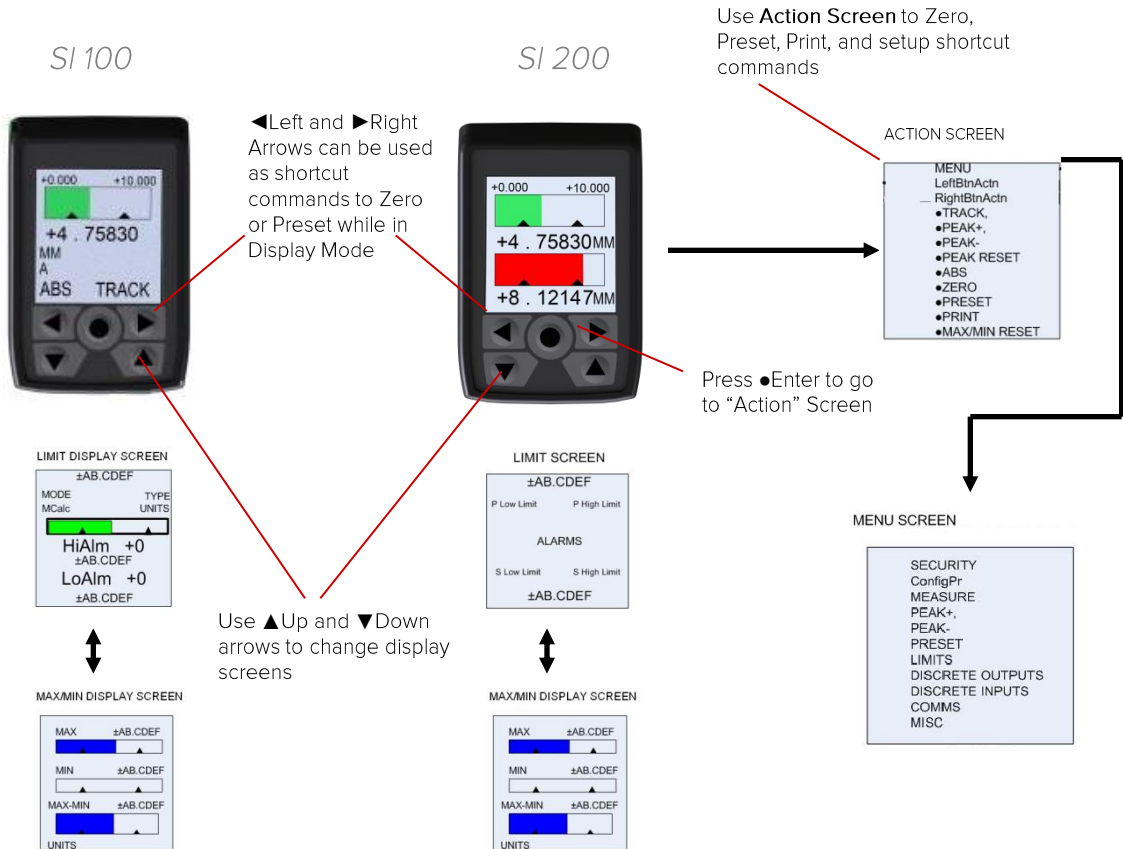 Use Action Screen to Zero,
Preset, Print, and setup shortcut
commands
SI 100
SI 200
◄Left and ►Right
Arrows can be used
as shortcut
commands to Zero
or Preset while in
Display Mode
ACTION SCREEN
MENU
LeftBtnActn
RightBtnActn
●TRACK,
●PEAK+,
●PEAK-
●PEAK RESET
●ABS
●ZERO
●PRESET
●PRINT
●MAX/MIN RESET
+0.000 +10.000
+4 . 75830
MM
A
ABS TRACK
+0.000 +10.000
+4 . 75830MM
+8 . 12147MM
Press ●Enter to go
to “Action” Screen
LIMIT DISPLAY SCREEN
±AB.CDEF
MODE TYPE
MCalc UNITS
HiAlm +0
±AB.CDEF
LoAlm +0
±AB.CDEF
LIMIT SCREEN
±AB.CDEF
P Low Limit P High Limit
ALARMS
S Low Limit S High Limit
±AB.CDEF
Use ▲Up and ▼Down
arrows to change display
screens
MENU SCREEN
SECURITY
ConfigPr
MEASURE
PEAK+,
PEAK-
PRESET
LIMITS
DISCRETE OUTPUTS
DISCRETE INPUTS
COMMS
MISC
MAX/MIN DISPLAY SCREEN
MAX ±AB.CDEF
MIN ±AB.CDEF
MAX-MIN ±AB.CDEF
UNITS
MAX/MIN DISPLAY SCREEN
MAX ±AB.CDEF
MIN ±AB.CDEF
MAX-MIN ±AB.CDEF
UNITS